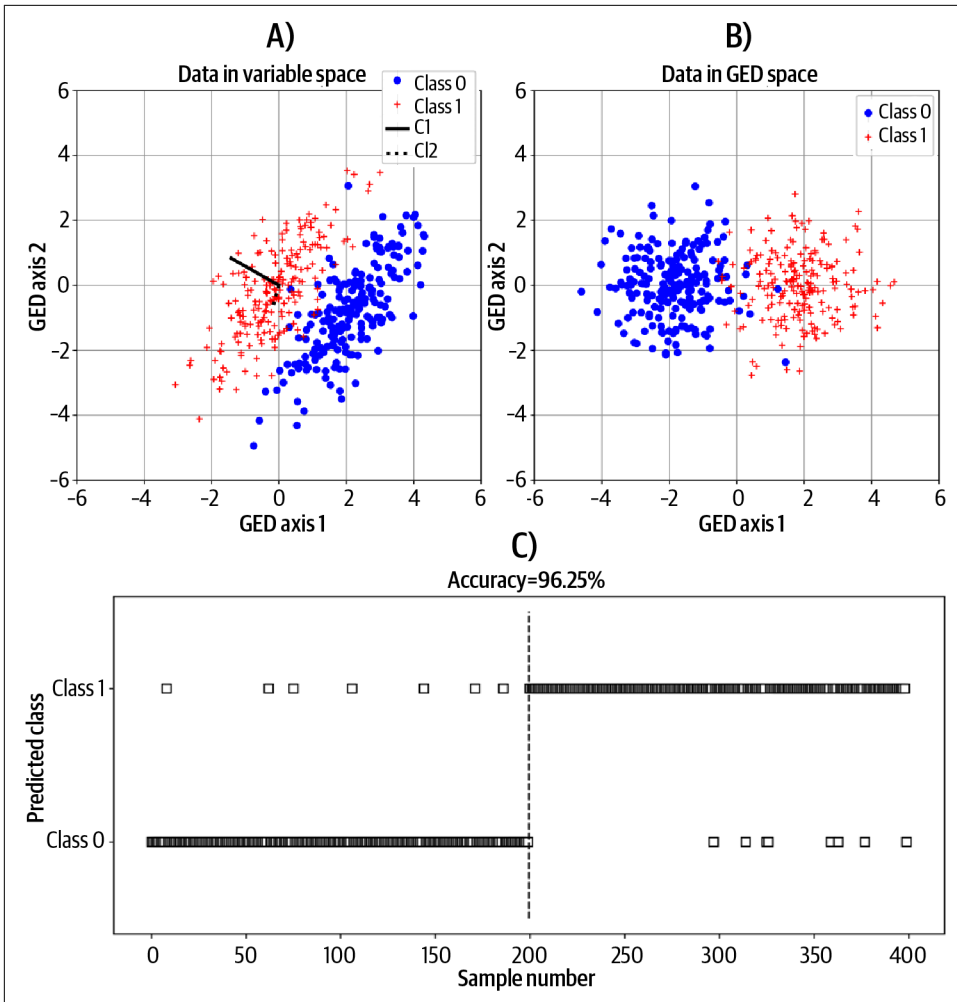 A)
Data in variable space
Class 0
Class 1
C1
Cl2
6
4
2
0
−2
−4
−6
GED axis 2
−6
−4
−2
0
2
4
6
GED axis 1
B)
Data in GED space
Class 0
Class 1
6
4
2
0
−2
−4
−6
GED axis 2
−6
−4
−2
0
2
4
6
GED axis 1
C)
Accuracy=96.25%
Class 1
Class 0
Predicted class
0
50
100
150
200
250
300
350
400
Sample number